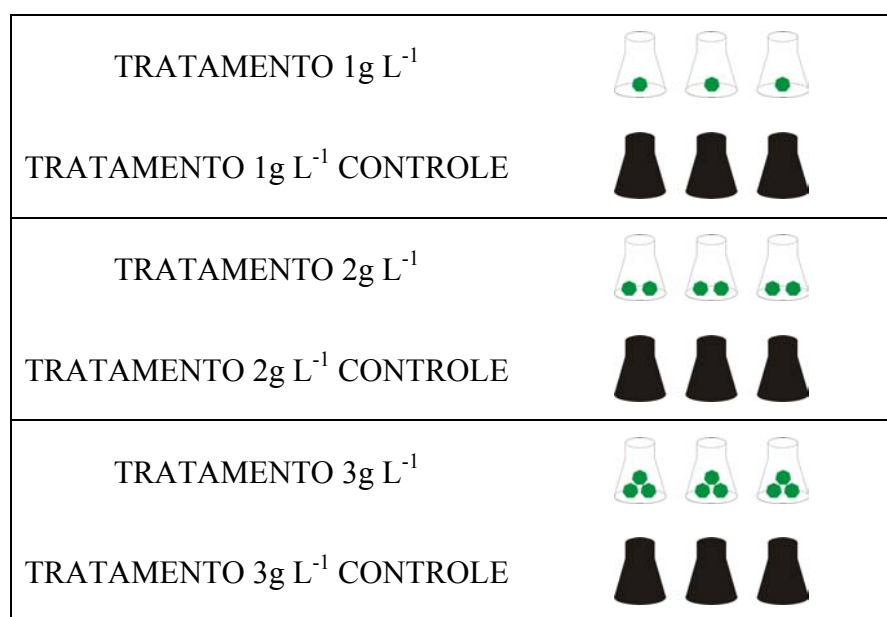 TRATAMENTO 1g L⁻¹
TRATAMENTO 1g L⁻¹ CONTROLE
TRATAMENTO 2g L⁻¹
TRATAMENTO 2g L⁻¹ CONTROLE
TRATAMENTO 3g L⁻¹
TRATAMENTO 3g L⁻¹ CONTROLE